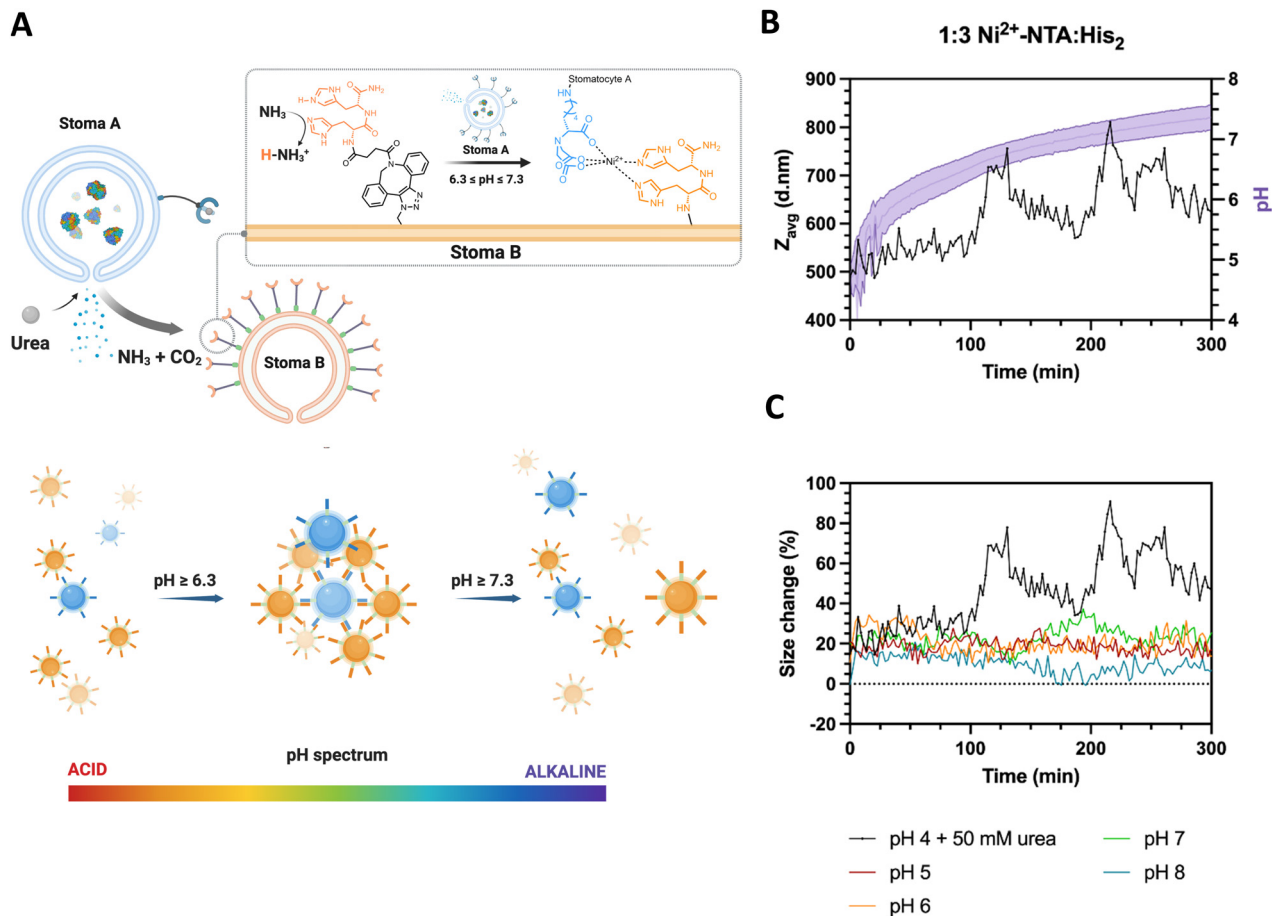 A
Stoma A
Urea
NH₃ + CO₂
Stoma B
NH₃
H-NH₃⁺
Stoma A
6.3 ≤ pH ≤ 7.3
Stomatocyte A
Ni²⁺
Stoma B
pH ≥ 6.3
pH ≥ 7.3
pH spectrum
ACID
ALKALINE
B
1:3 Ni²⁺-NTA:His₂
Zavg (d.nm)
900
800
700
600
500
400
pH
8
7
6
5
4
0
100
200
300
Time (min)
C
Size change (%)
100
80
60
40
20
0
-20
0
100
200
300
Time (min)
pH 4 + 50 mM urea
pH 5
pH 6
pH 7
pH 8